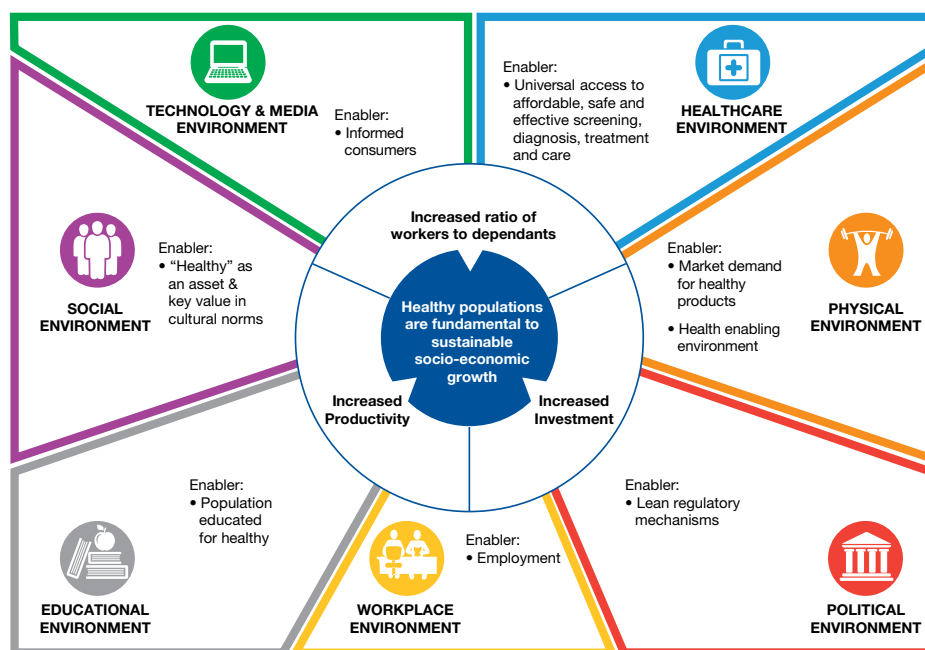 TECHNOLOGY & MEDIA
ENVIRONMENT
Enabler:
• Informed
consumers
Enabler:
• Universal access to
affordable, safe and
effective screening,
diagnosis, treatment
and care
HEALTHCARE
ENVIRONMENT
SOCIAL
ENVIRONMENT
Enabler:
• “Healthy” as
an asset &
key value in
cultural norms
Increased ratio of
workers to dependants
Healthy populations
are fundamental to
sustainable
socio-economic
growth
Increased
Productivity
Increased
Investment
Enabler:
• Market demand
for healthy
products
• Health enabling
environment
PHYSICAL
ENVIRONMENT
EDUCATIONAL
ENVIRONMENT
Enabler:
• Population
educated
for healthy
WORKPLACE
ENVIRONMENT
Enabler:
• Employment
Enabler:
• Lean regulatory
mechanisms
POLITICAL
ENVIRONMENT